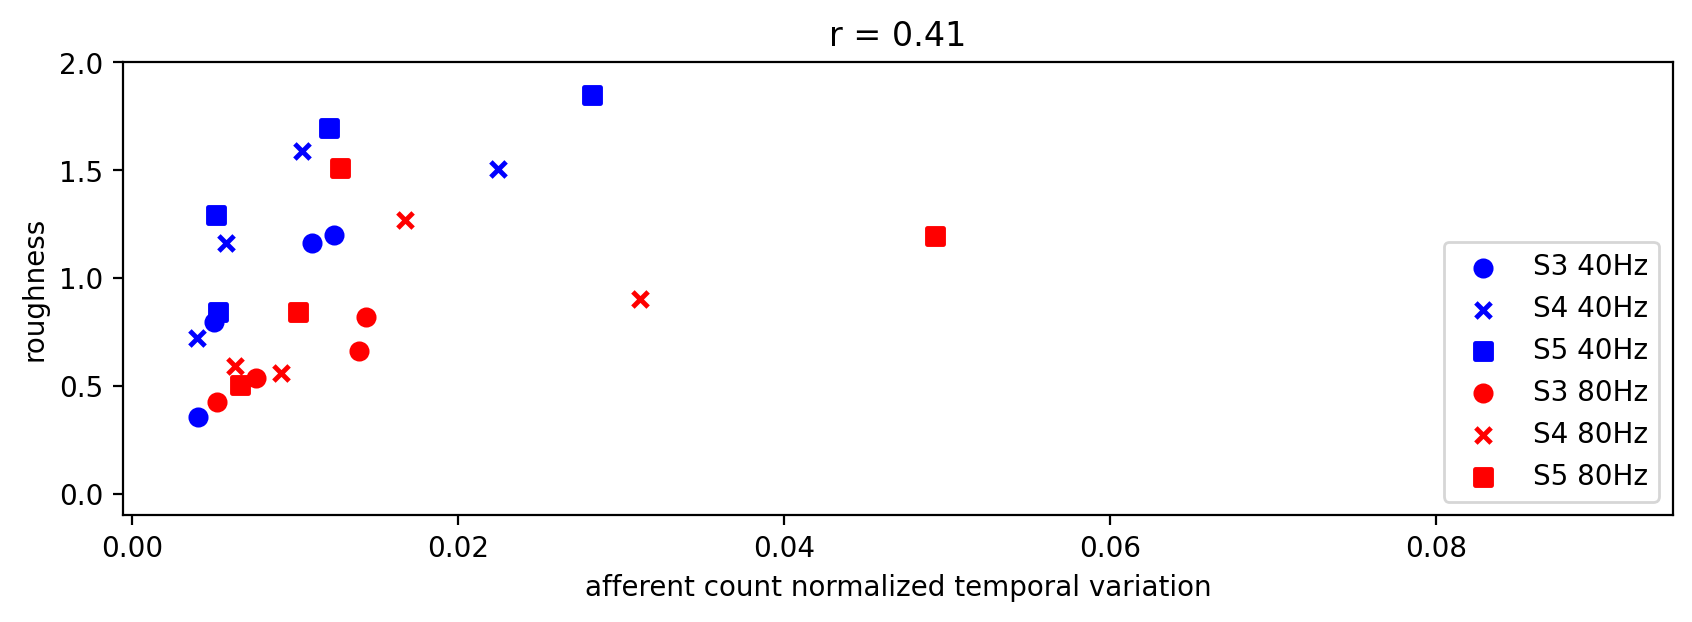 r = 0.41
2.0
1.5
1.0
0.5
0.0
roughness
0.00 0.02 0.04 0.06 0.08
afferent count normalized temporal variation
S3 40Hz
S4 40Hz
S5 40Hz
S3 80Hz
S4 80Hz
S5 80Hz